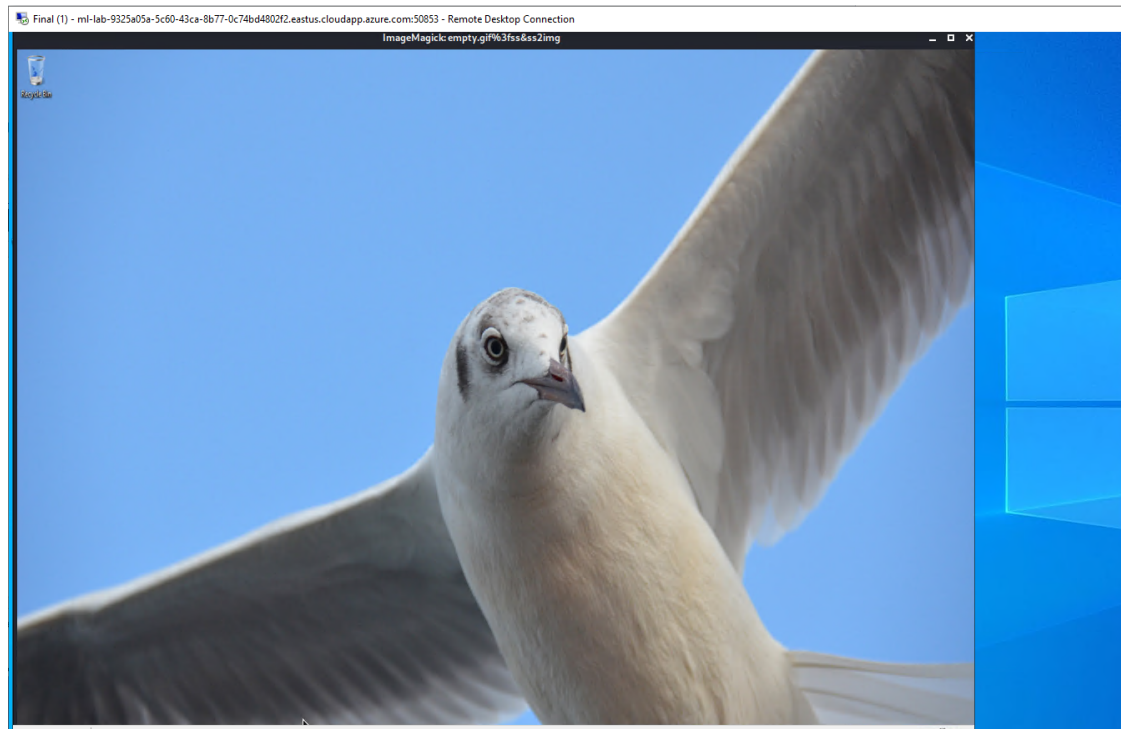 Final (1) - ml-lab-9325a05a-5c60-43ca-8b77-0c74bd4802f2.eastus.cloudapp.azure.com:50853 - Remote Desktop Connection
ImageMagick: empty.gif%3fss&ss2img
Recycle Bin